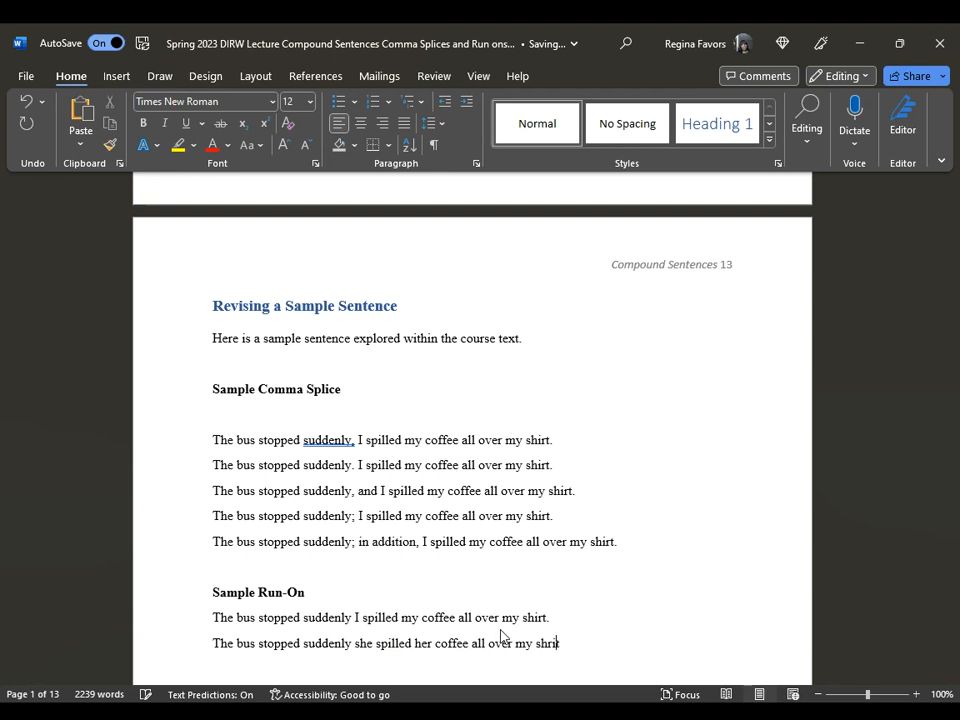 AutoSave On Spring 2023 DIRW Lecture Compound Sentences Comma Splices and Run ons... • Saving... Regina Favors
File Home Insert Draw Design Layout References Mailings Review View Help Comments Editing Share
Times New Roman 12
Paste Normal No Spacing Heading 1 Editing Dictate Editor
Undo Clipboard Font Paragraph Styles Voice Editor
Compound Sentences 13
Revising a Sample Sentence
Here is a sample sentence explored within the course text.
Sample Comma Splice
The bus stopped suddenly, I spilled my coffee all over my shirt.
The bus stopped suddenly. I spilled my coffee all over my shirt.
The bus stopped suddenly, and I spilled my coffee all over my shirt.
The bus stopped suddenly; I spilled my coffee all over my shirt.
The bus stopped suddenly; in addition, I spilled my coffee all over my shirt.
Sample Run-On
The bus stopped suddenly I spilled my coffee all over my shirt.
The bus stopped suddenly she spilled her coffee all over my shrit
Page 1 of 13 2239 words Text Predictions: On Accessibility: Good to go Focus 100%